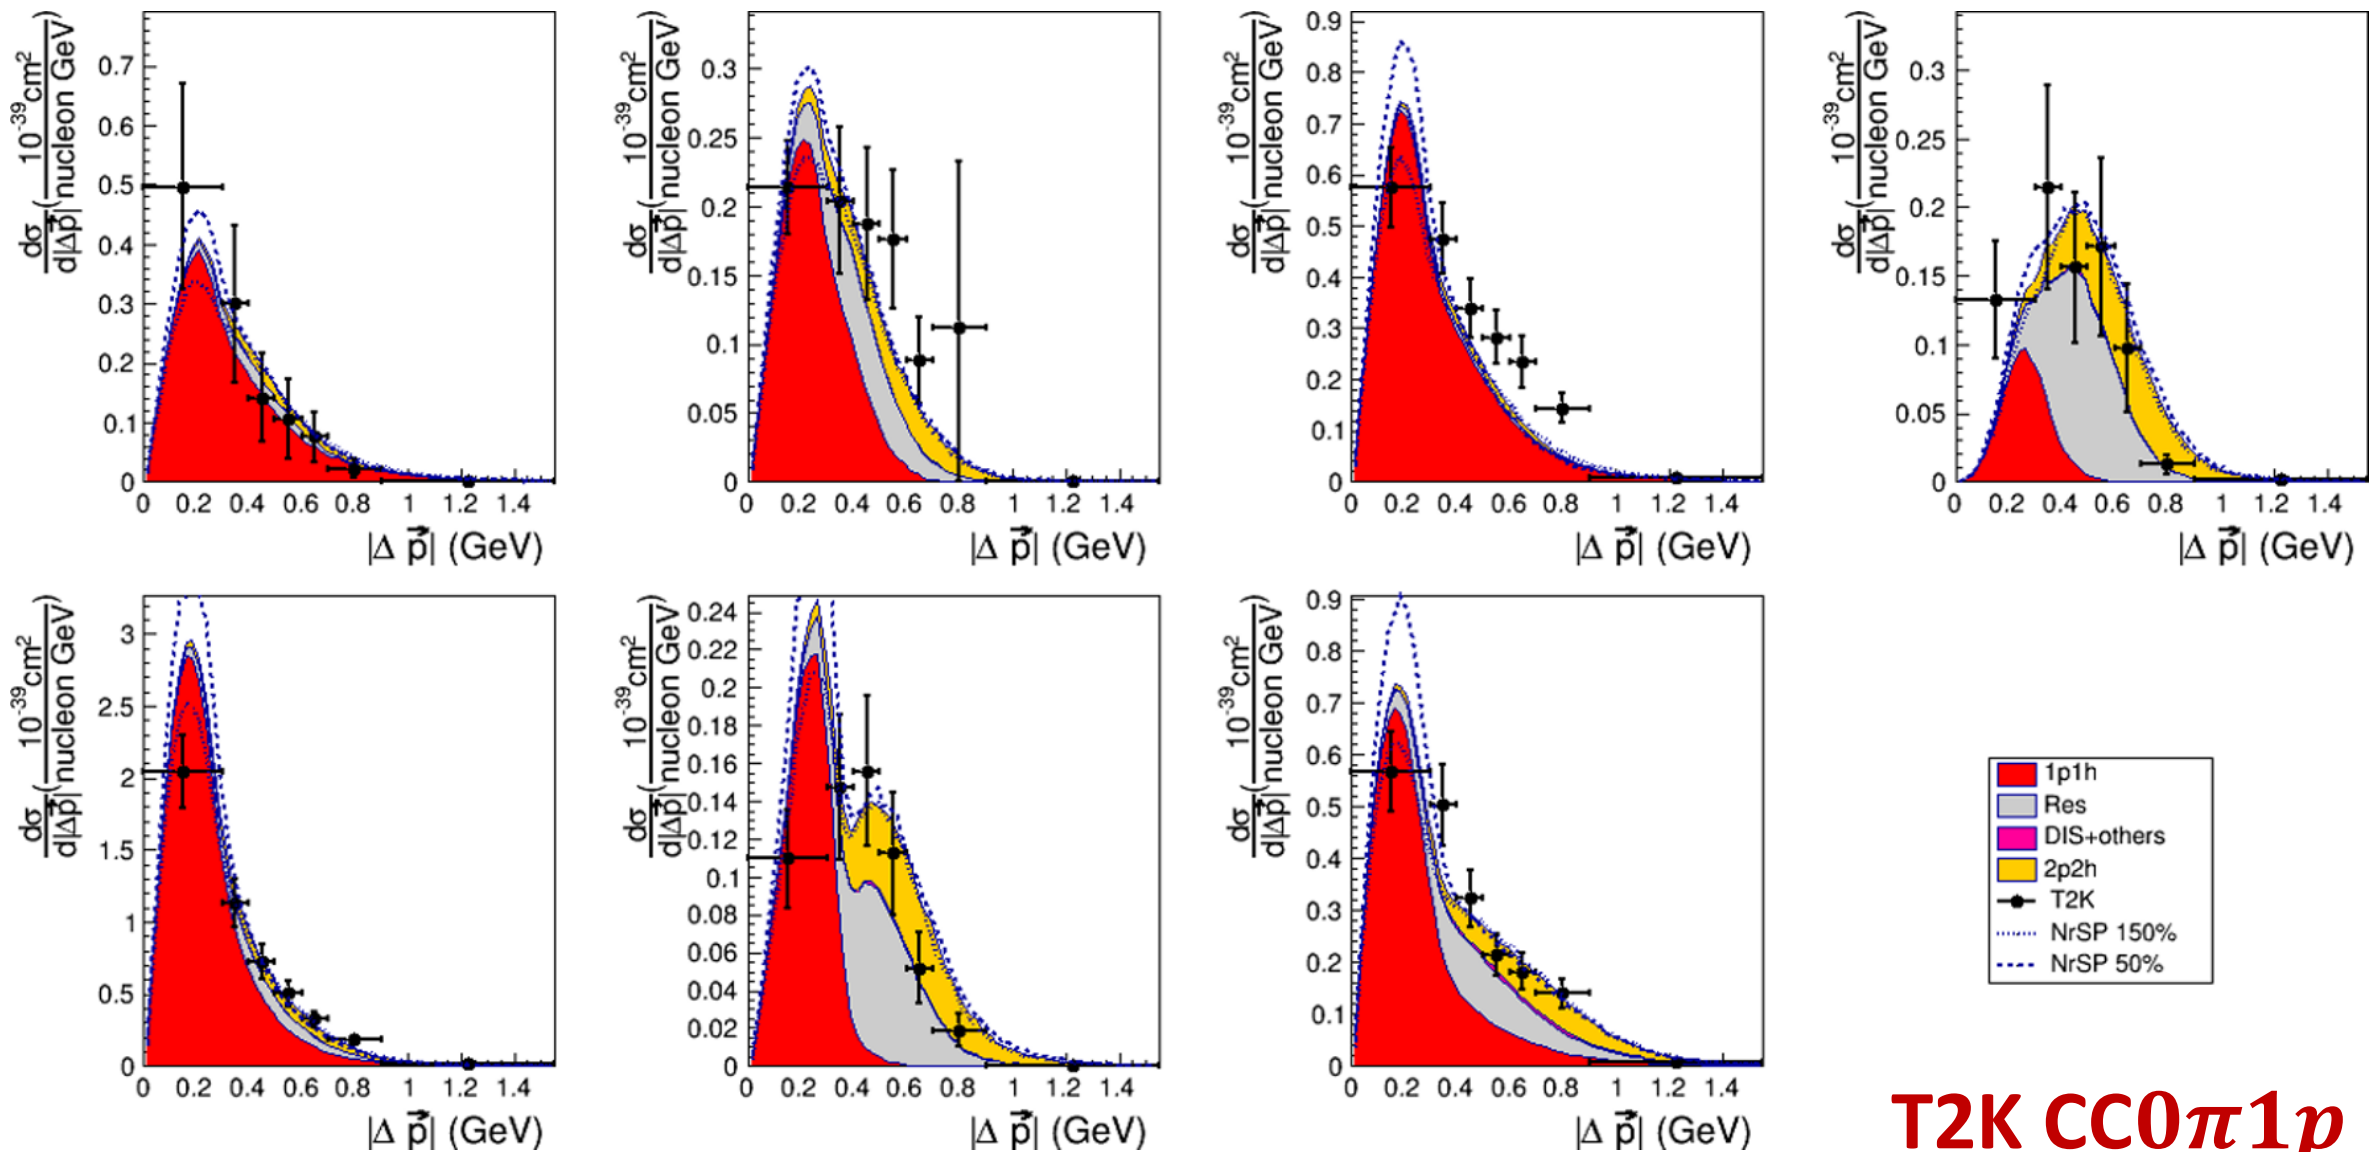 dσ/d|Δp⃗| (10⁻³⁹cm²/nucleon GeV)
0.7
0.6
0.5
0.4
0.3
0.2
0.1
0
0 0.2 0.4 0.6 0.8 1 1.2 1.4
|Δ p⃗| (GeV)
dσ/d|Δp⃗| (10⁻³⁹cm²/nucleon GeV)
0.3
0.25
0.2
0.15
0.1
0.05
0
0 0.2 0.4 0.6 0.8 1 1.2 1.4
|Δ p⃗| (GeV)
dσ/d|Δp⃗| (10⁻³⁹cm²/nucleon GeV)
0.9
0.8
0.7
0.6
0.5
0.4
0.3
0.2
0.1
0
0 0.2 0.4 0.6 0.8 1 1.2 1.4
|Δ p⃗| (GeV)
dσ/d|Δp⃗| (10⁻³⁹cm²/nucleon GeV)
0.3
0.25
0.2
0.15
0.1
0.05
0
0 0.2 0.4 0.6 0.8 1 1.2 1.4
|Δ p⃗| (GeV)
dσ/d|Δp⃗| (10⁻³⁹cm²/nucleon GeV)
3
2.5
2
1.5
1
0.5
0
0 0.2 0.4 0.6 0.8 1 1.2 1.4
|Δ p⃗| (GeV)
dσ/d|Δp⃗| (10⁻³⁹cm²/nucleon GeV)
0.24
0.22
0.2
0.18
0.16
0.14
0.12
0.1
0.08
0.06
0.04
0.02
0
0 0.2 0.4 0.6 0.8 1 1.2 1.4
|Δ p⃗| (GeV)
dσ/d|Δp⃗| (10⁻³⁹cm²/nucleon GeV)
0.9
0.8
0.7
0.6
0.5
0.4
0.3
0.2
0.1
0
0 0.2 0.4 0.6 0.8 1 1.2 1.4
|Δ p⃗| (GeV)
1p1h
Res
DIS+others
2p2h
T2K
NrSP 150%
NrSP 50%
T2K CC0π1p